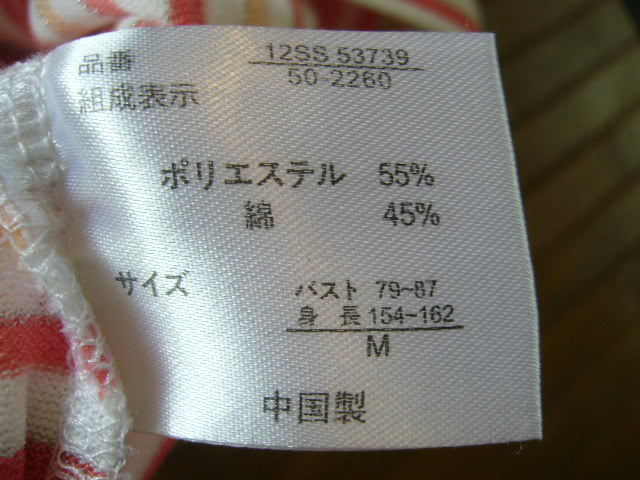 品番 12SS 53739
50-2260
組成表示
ポリエステル 55%
綿 45%
サイズ バスト 79~87
身長 154~162
M
中国製